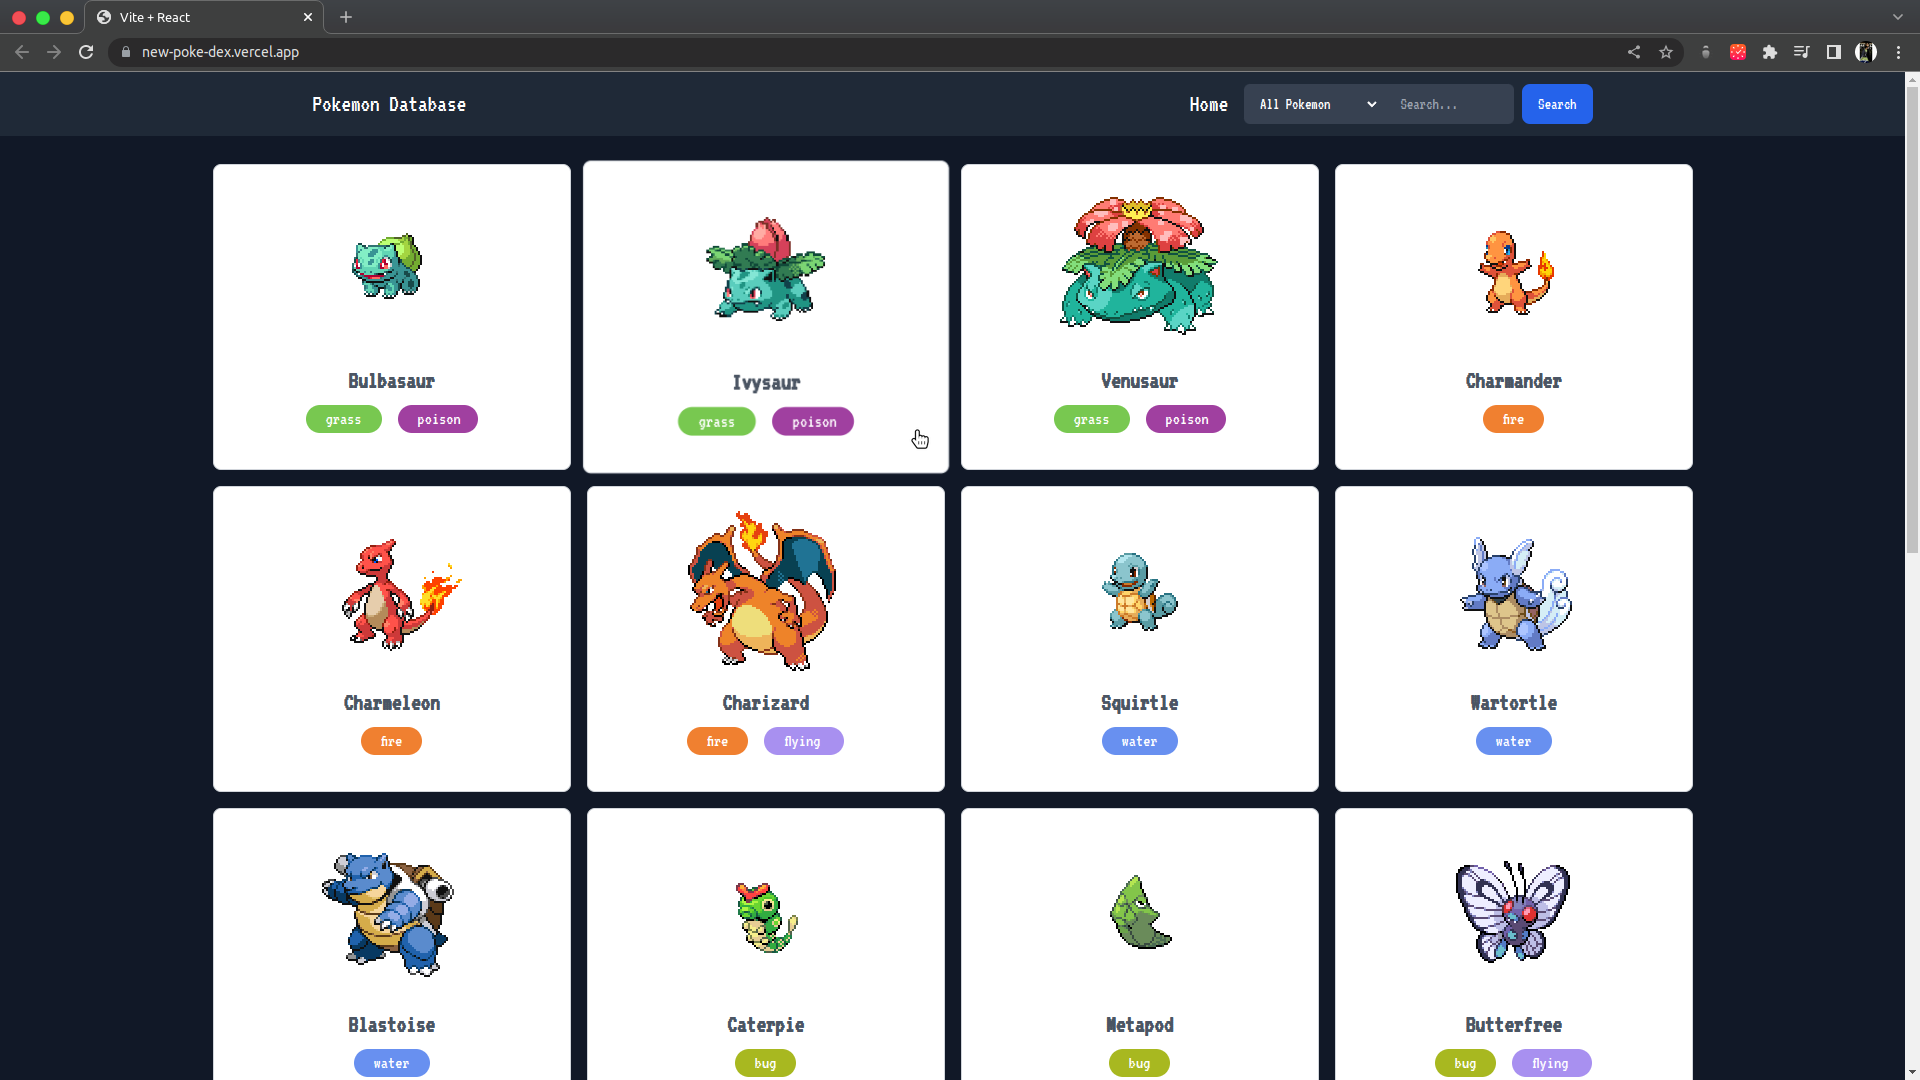 Vite + React
new-poke-dex.vercel.app
Pokemon Database
Home
All Pokemon
Search...
Search
Bulbasaur
grass poison
Ivysaur
grass poison
Venusaur
grass poison
Charmander
fire
Charmeleon
fire
Charizard
fire flying
Squirtle
water
Wartortle
water
Blastoise
water
Caterpie
bug
Metapod
bug
Butterfree
bug flying